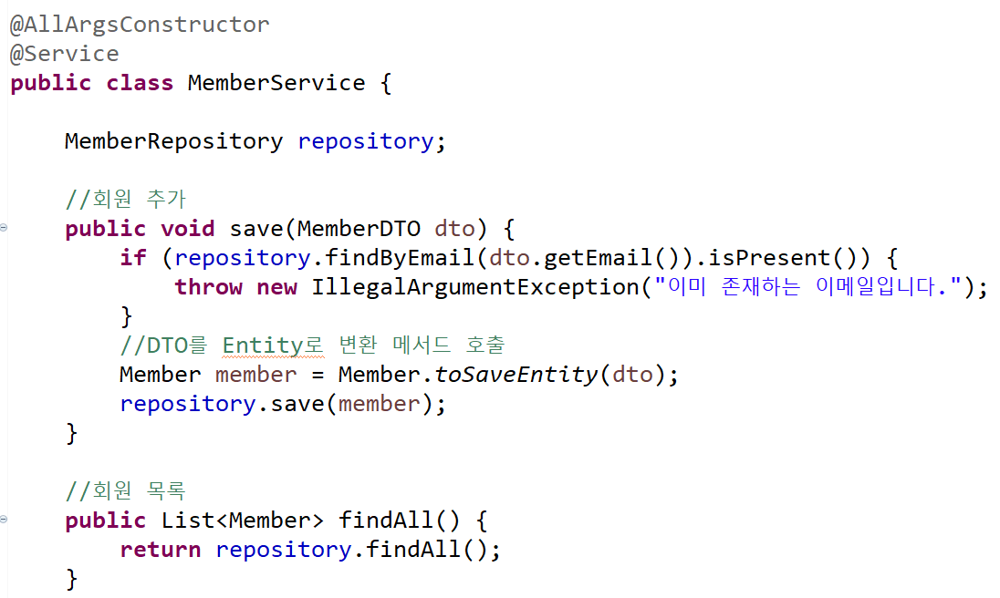 @AllArgsConstructor
@Service
public class MemberService {
MemberRepository repository;
//회원 추가
public void save(MemberDTO dto) {
if (repository.findByEmail(dto.getEmail()).isPresent()) {
throw new IllegalArgumentException("이미 존재하는 이메일입니다.");
}
//DTO를 Entity로 변환 메서드 호출
Member member = Member.toSaveEntity(dto);
repository.save(member);
}
//회원 목록
public List<Member> findAll() {
return repository.findAll();
}